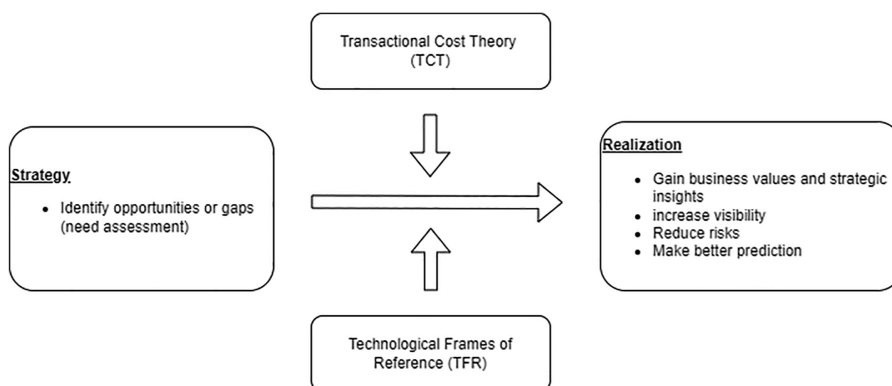 Transactional Cost Theory
(TCT)
Strategy
• Identify opportunities or gaps
(need assessment)
Realization
• Gain business values and strategic
insights
• increase visibility
• Reduce risks
• Make better prediction
Technological Frames of
Reference (TFR)